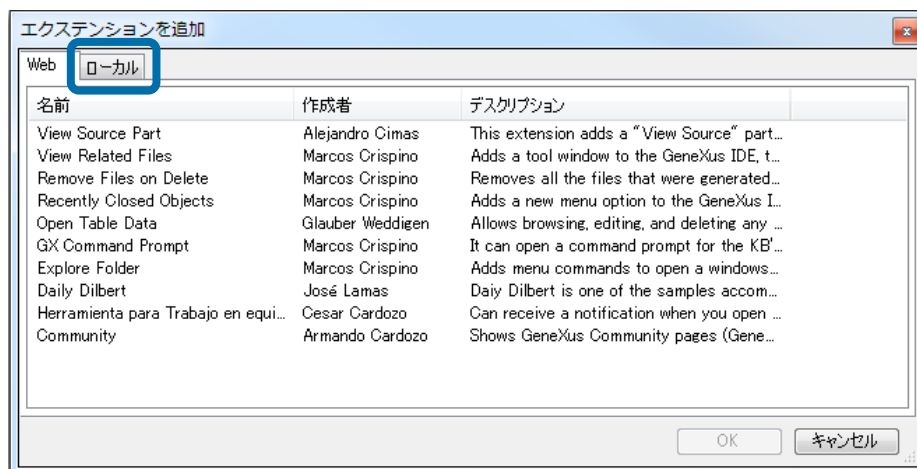 エクステンションを追加
Web ローカル
名前 作成者 デスクリプション
View Source Part Alejandro Cimas This extension adds a "View Source" part...
View Related Files Marcos Crispino Adds a tool window to the GeneXus IDE, t...
Remove Files on Delete Marcos Crispino Removes all the files that were generated...
Recently Closed Objects Marcos Crispino Adds a new menu option to the GeneXus I...
Open Table Data Glauber Weddigen Allows browsing, editing, and deleting any ...
GX Command Prompt Marcos Crispino It can open a command prompt for the KB'...
Explore Folder Marcos Crispino Adds menu commands to open a windows...
Daily Dilbert José Lamas Daiy Dilbert is one of the samples accom...
Herramienta para Trabajo en equi... Cesar Cardozo Can receive a notification when you open ...
Community Armando Cardozo Shows GeneXus Community pages (Gene...
OK キャンセル